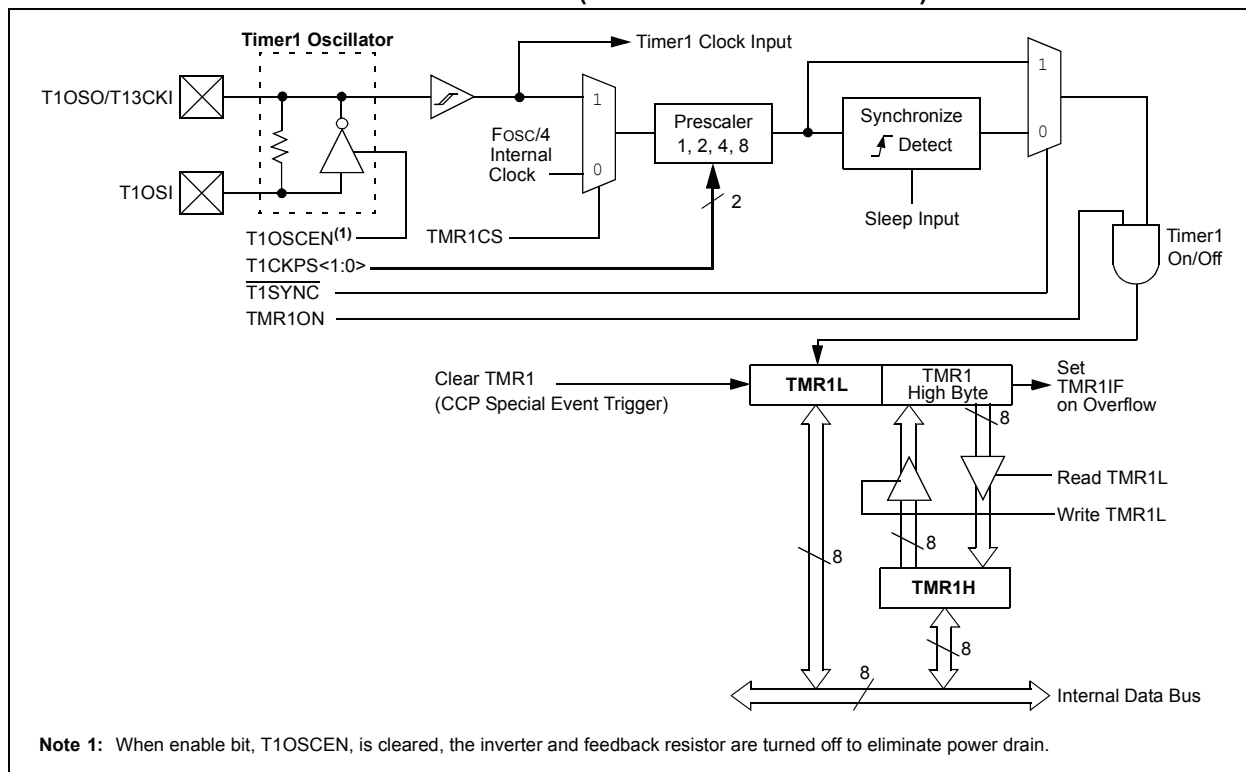 Timer1 Oscillator
Timer1 Clock Input
T1OSO/T13CKI
1
FOSC/4
Internal
Clock
0
Prescaler
1, 2, 4, 8
Synchronize
Detect
1
0
2
Sleep Input
T1OSI
T1OSCEN(1)
TMR1CS
T1CKPS<1:0>
T1SYNC
TMR1ON
Timer1
On/Off
Clear TMR1
(CCP Special Event Trigger)
TMR1L
TMR1
High Byte
Set
TMR1IF
on Overflow
8
Read TMR1L
Write TMR1L
8
8
TMR1H
8
8
Internal Data Bus
Note 1: When enable bit, T1OSCEN, is cleared, the inverter and feedback resistor are turned off to eliminate power drain.